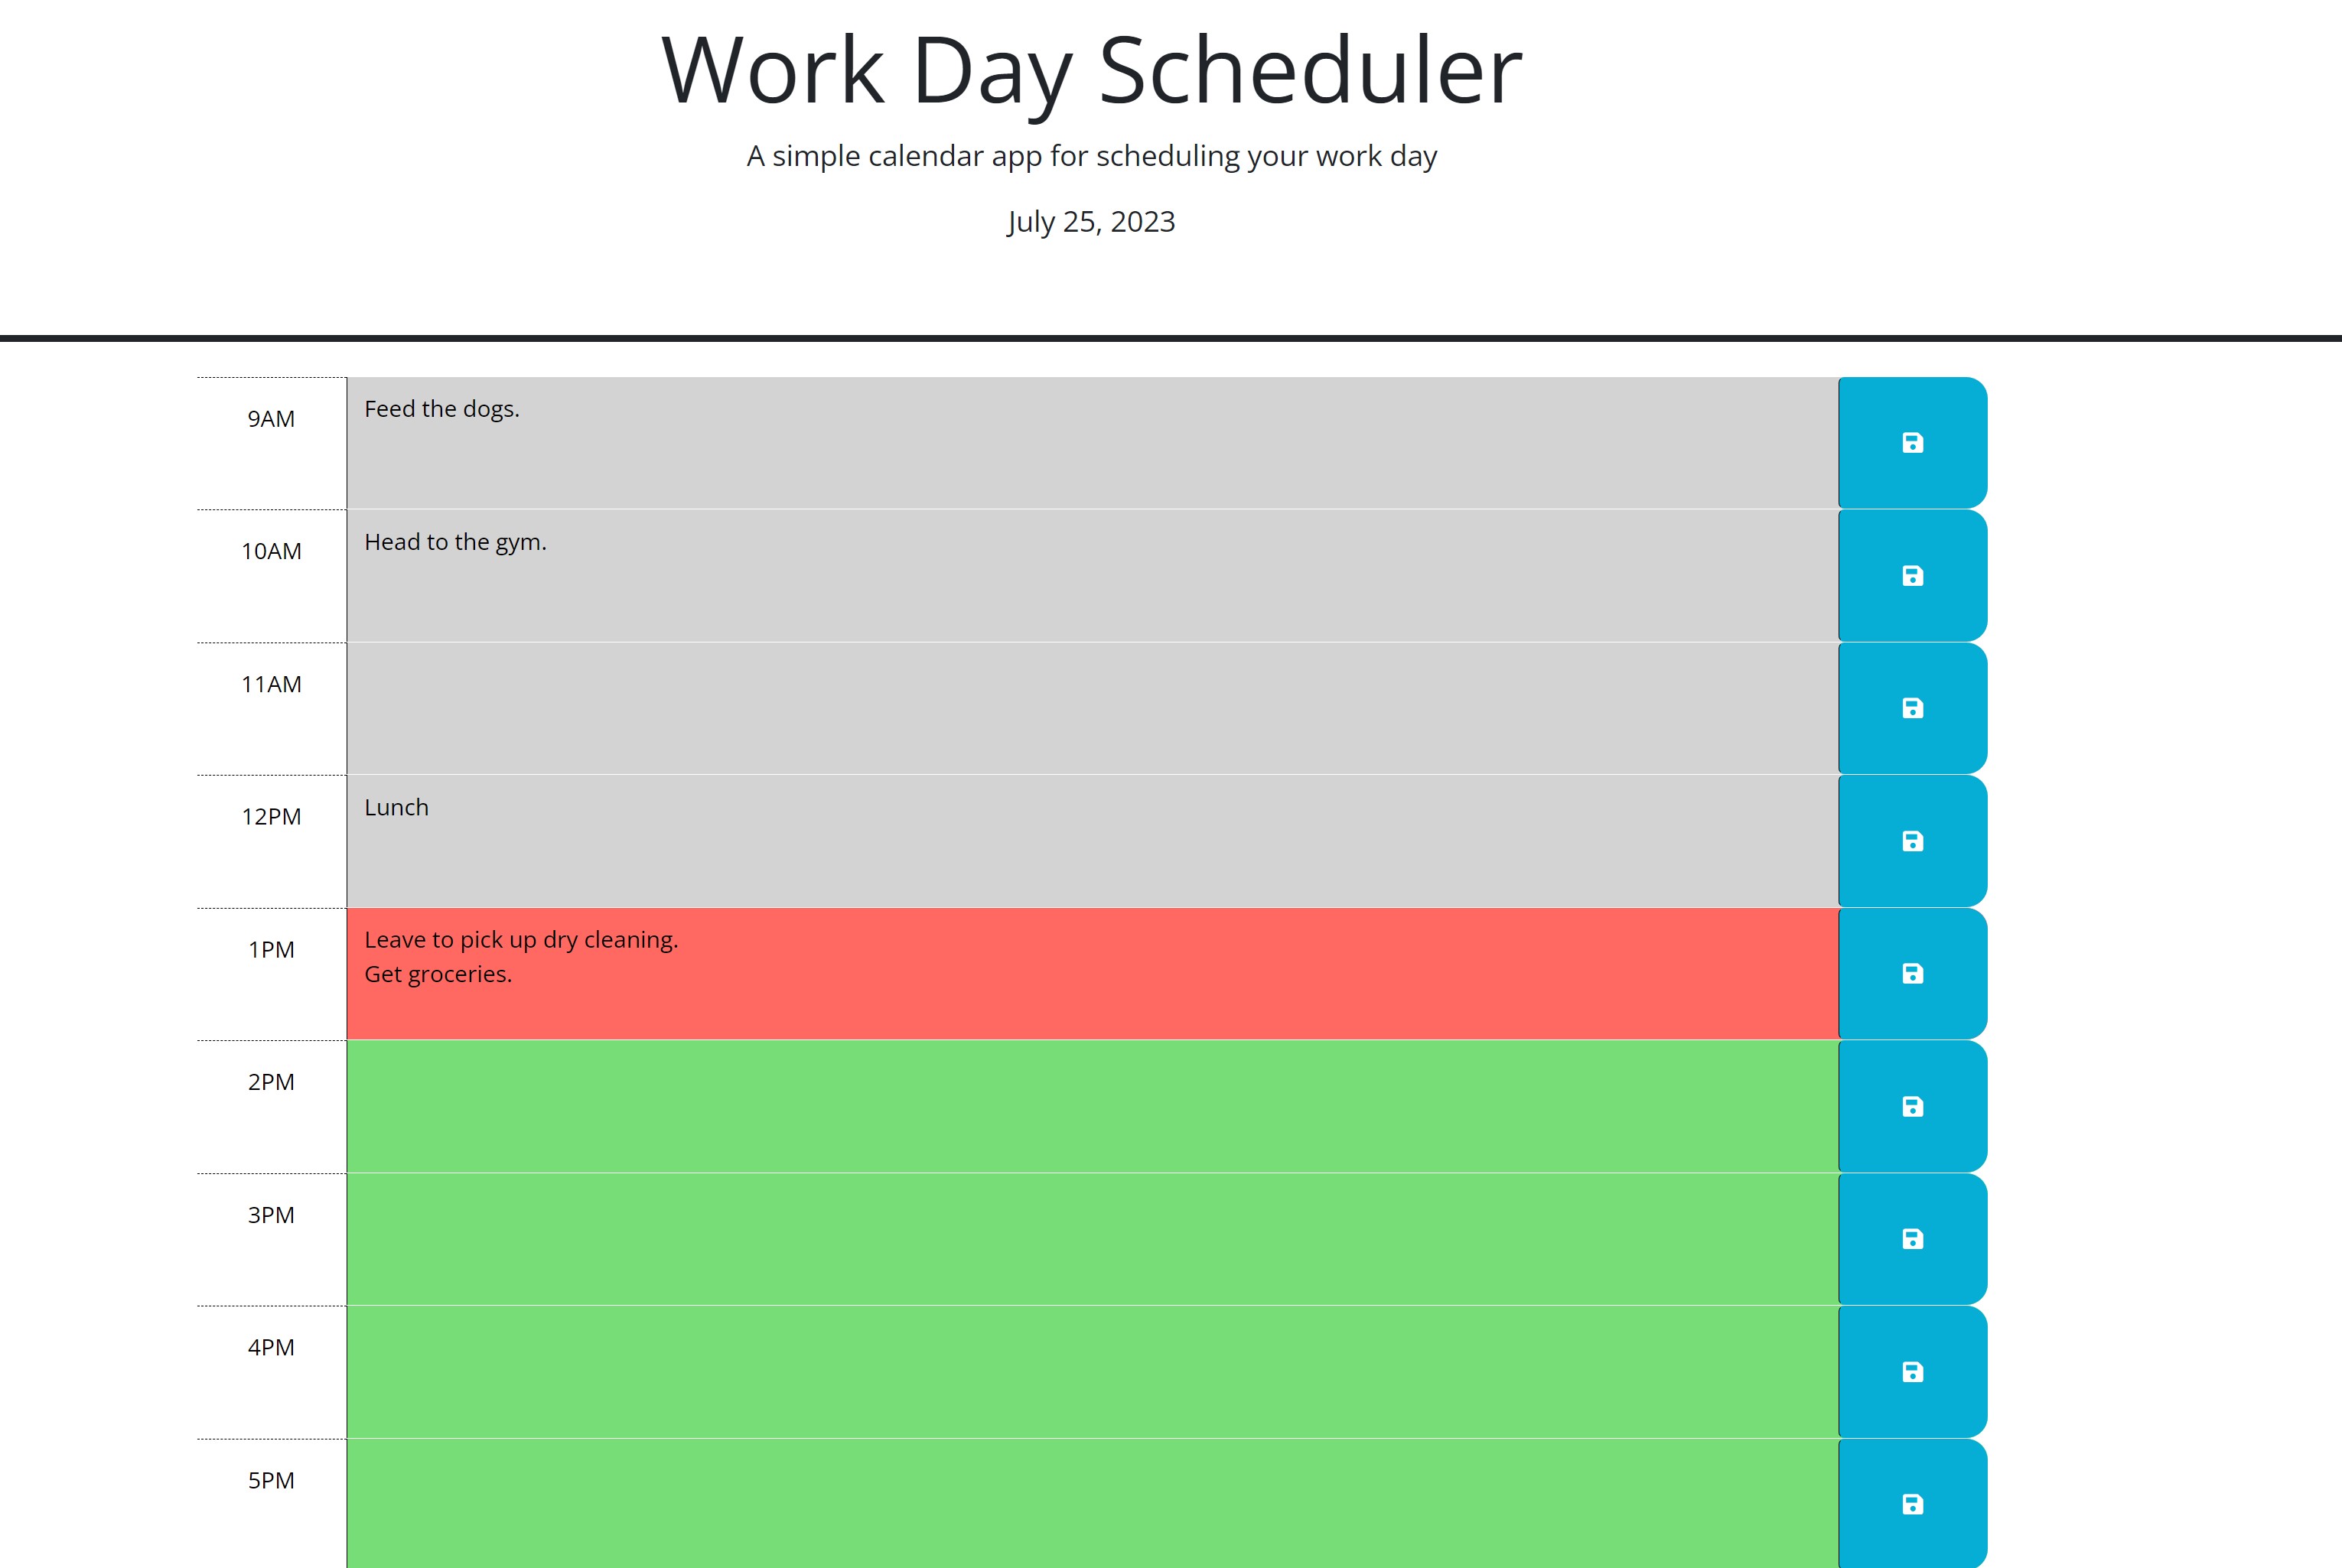 Work Day Scheduler
A simple calendar app for scheduling your work day
July 25, 2023
9AM
Feed the dogs.
10AM
Head to the gym.
11AM
12PM
Lunch
1PM
Leave to pick up dry cleaning.
Get groceries.
2PM
3PM
4PM
5PM